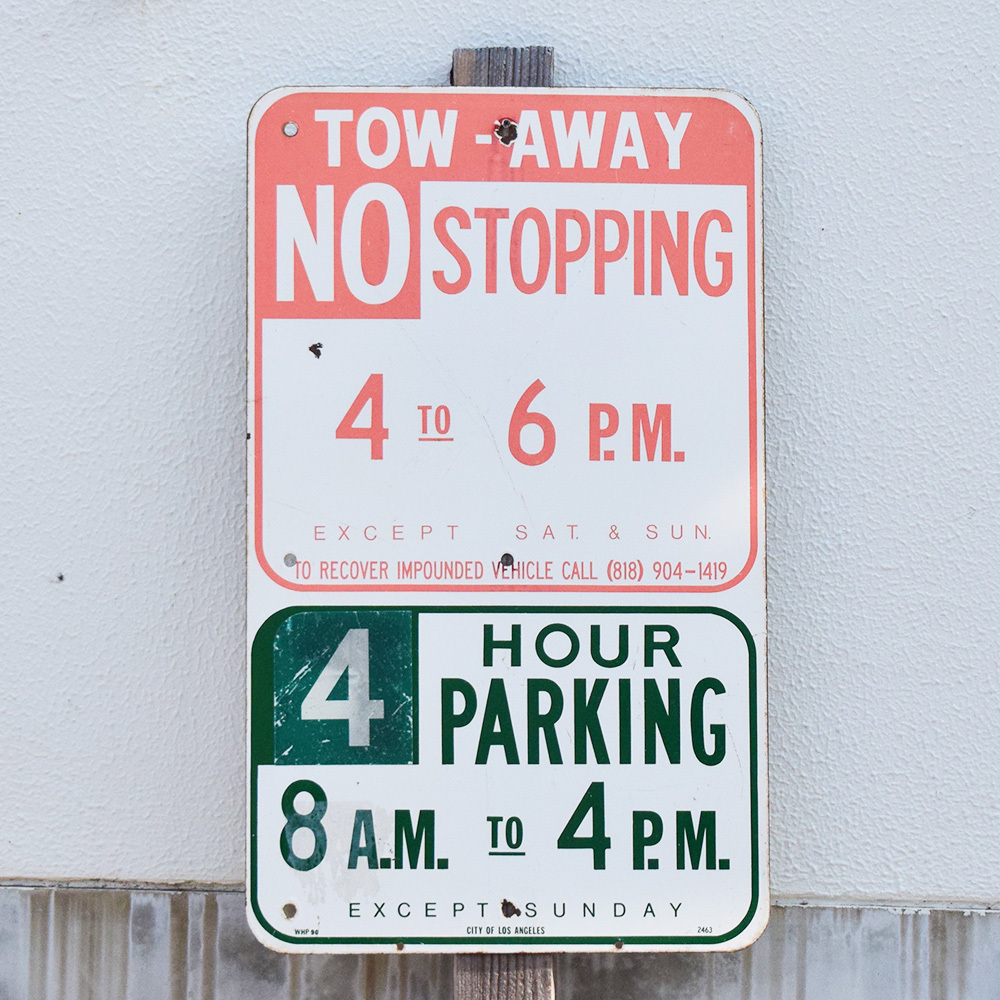 TOW-AWAY
NO STOPPING
4 TO 6 P.M.
EXCEPT SAT. & SUN.
TO RECOVER IMPOUNDED VEHICLE CALL (818) 904-1419
4 HOUR
PARKING
8 A.M. TO 4 P.M.
EXCEPT SUNDAY
WHP 90 CITY OF LOS ANGELES 2463